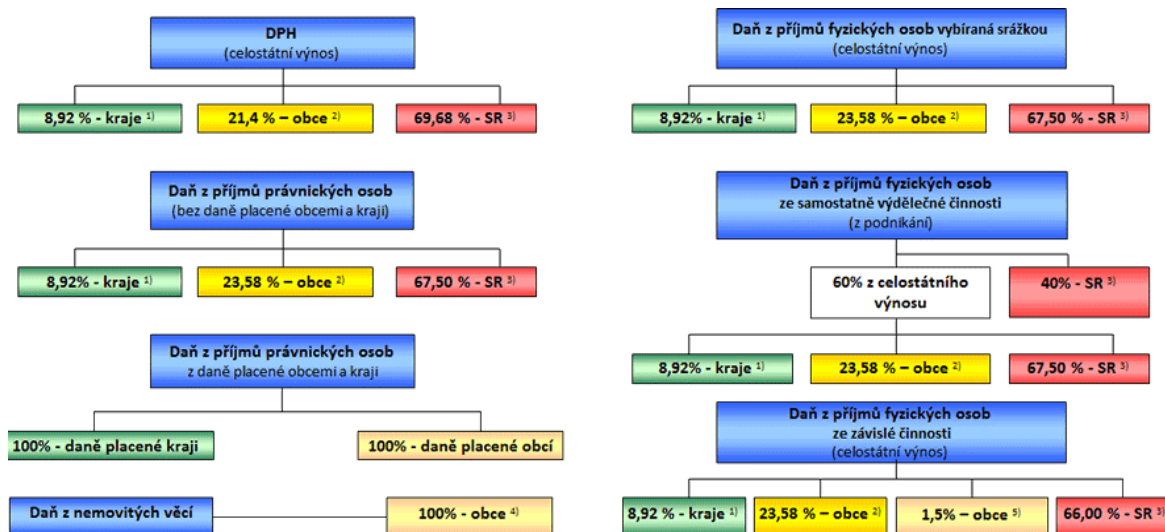 DPH
(celostátní výnos)
8,92 % - kraje 1)
21,4 % – obce 2)
69,68 % - SR 3)
Daň z příjmů právnických osob
(bez daně placené obcemi a kraji)
8,92% - kraje 1)
23,58 % – obce 2)
67,50 % - SR 3)
Daň z příjmů právnických osob
z daně placené obcemi a kraji
100% - daně placené kraji
100% - daně placené obcí
Daň z nemovitých věcí
100% - obce 4)
Daň z příjmů fyzických osob vybíraná srážkou
(celostátní výnos)
8,92% - kraje 1)
23,58 % – obce 2)
67,50 % - SR 3)
Daň z příjmů fyzických osob
ze samostatně výdělečné činnosti
(z podnikání)
60% z celostátního
výnosu
40% - SR 3)
8,92% - kraje 1)
23,58 % – obce 2)
67,50 % - SR 3)
Daň z příjmů fyzických osob
ze závislé činnosti
(celostátní výnos)
8,92 % - kraje 1)
23,58 % – obce 2)
1,5% – obce 5)
66,00 % - SR 3)